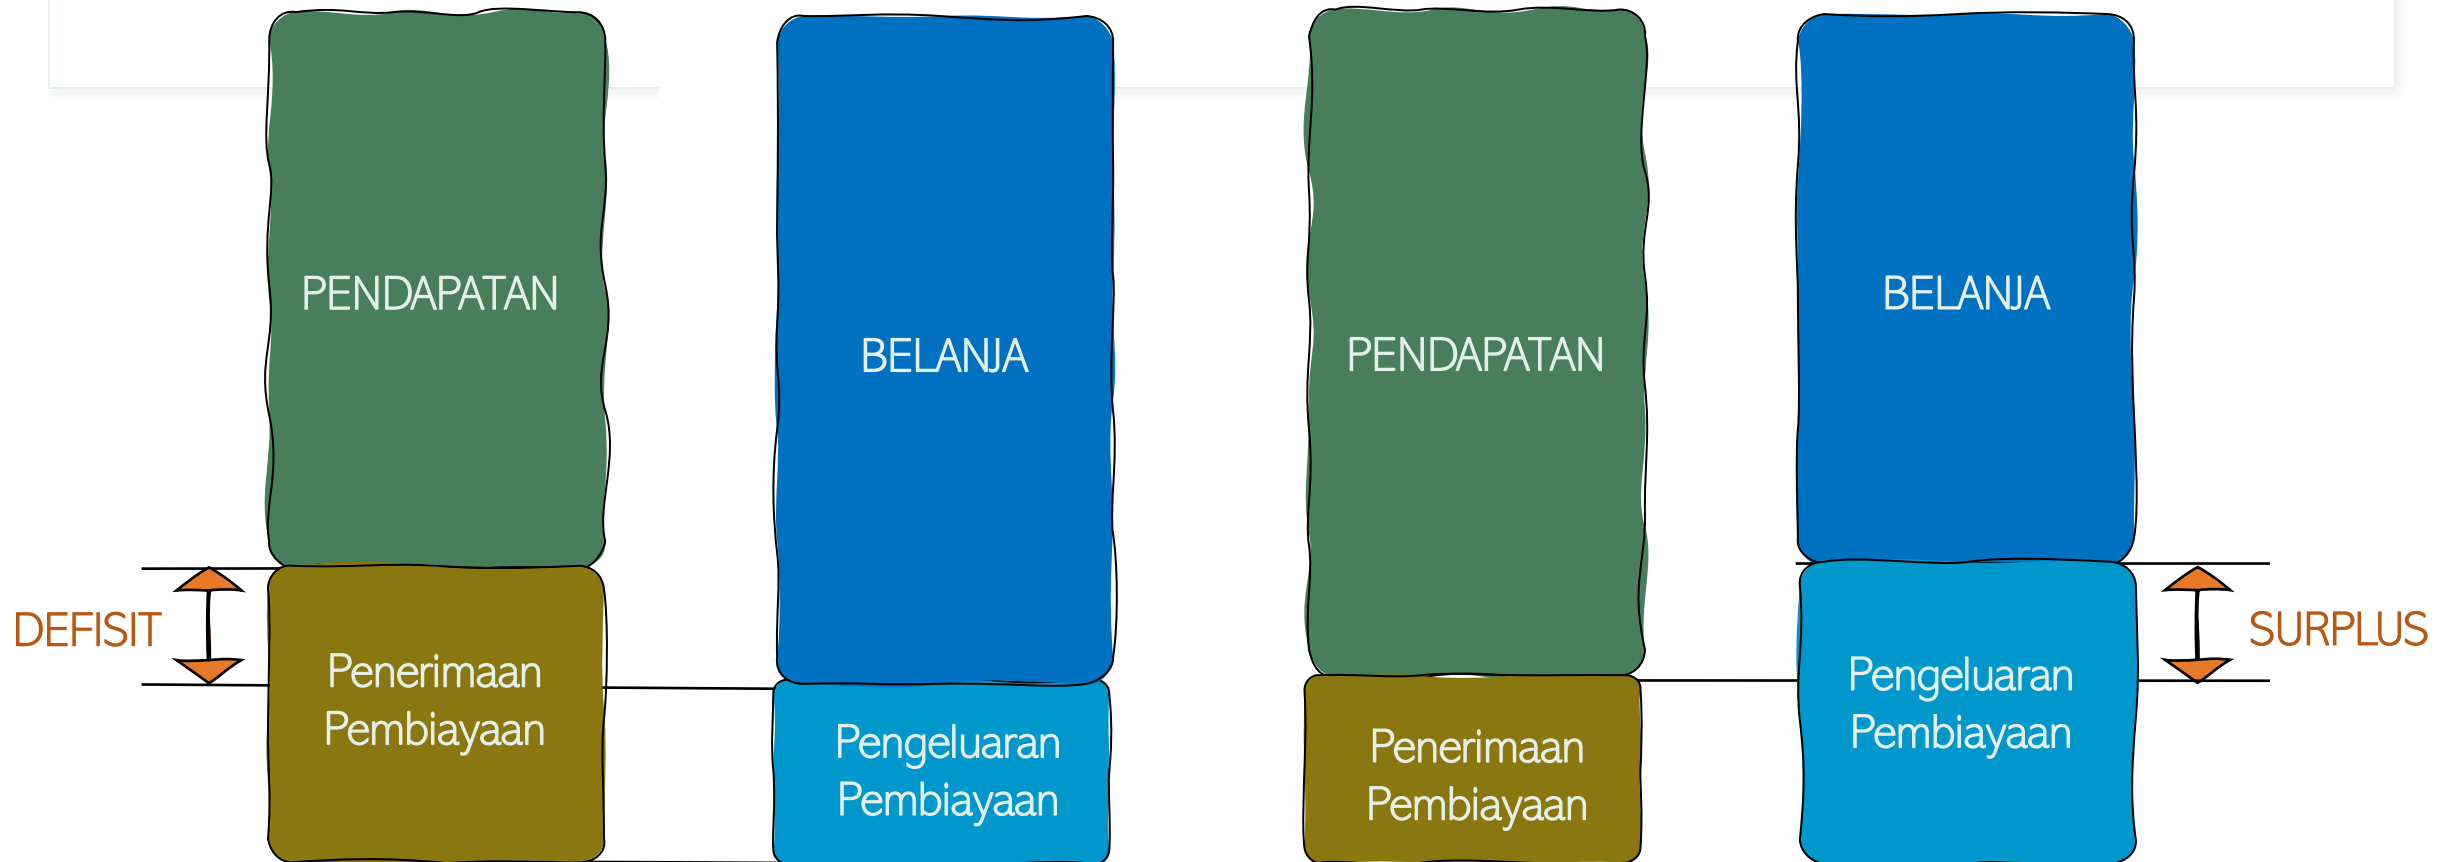 PENDAPATAN
BELANJA
PENDAPATAN
BELANJA
DEFISIT
Penerimaan
Pembiayaan
Pengeluaran
Pembiayaan
Penerimaan
Pembiayaan
Pengeluaran
Pembiayaan
SURPLUS